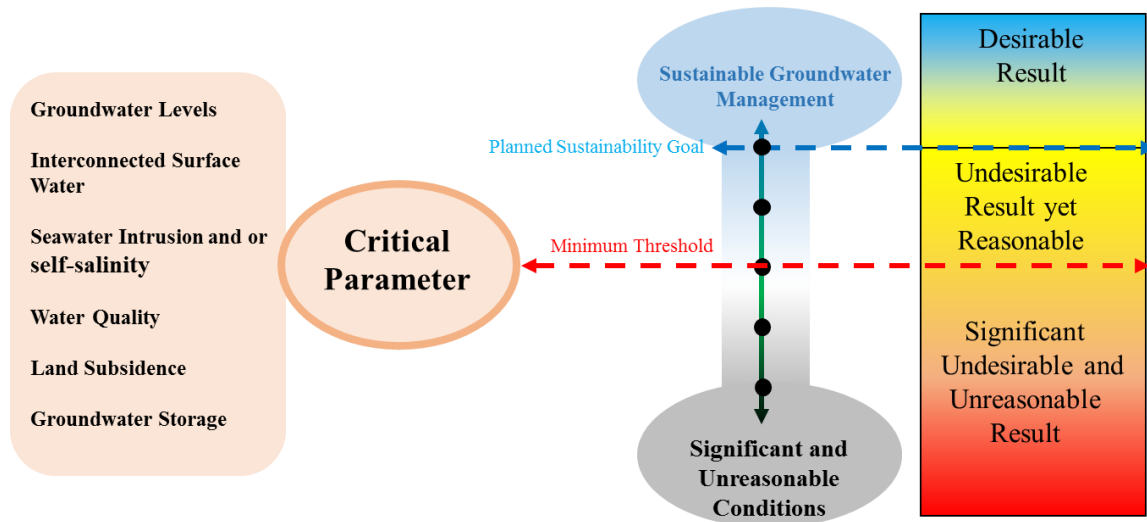 Groundwater Levels
Interconnected Surface
Water
Seawater Intrusion and or
self-salinity
Water Quality
Land Subsidence
Groundwater Storage
Critical
Parameter
Sustainable Groundwater
Management
Planned Sustainability Goal
Minimum Threshold
Significant and
Unreasonable
Conditions
Desirable
Result
Undesirable
Result yet
Reasonable
Significant
Undesirable and
Unreasonable
Result